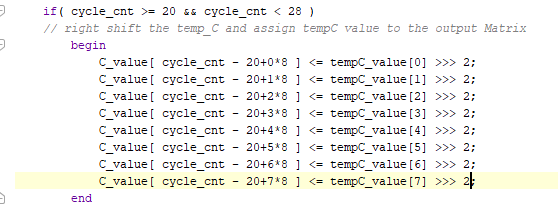 if( cycle_cnt >= 20 && cycle_cnt < 28 )
// right shift the temp_C and assign tempC value to the output Matrix
begin
C_value[ cycle_cnt - 20+0*8 ] <= tempC_value[0] >>> 2;
C_value[ cycle_cnt - 20+1*8 ] <= tempC_value[1] >>> 2;
C_value[ cycle_cnt - 20+2*8 ] <= tempC_value[2] >>> 2;
C_value[ cycle_cnt - 20+3*8 ] <= tempC_value[3] >>> 2;
C_value[ cycle_cnt - 20+4*8 ] <= tempC_value[4] >>> 2;
C_value[ cycle_cnt - 20+5*8 ] <= tempC_value[5] >>> 2;
C_value[ cycle_cnt - 20+6*8 ] <= tempC_value[6] >>> 2;
C_value[ cycle_cnt - 20+7*8 ] <= tempC_value[7] >>> 2;
end